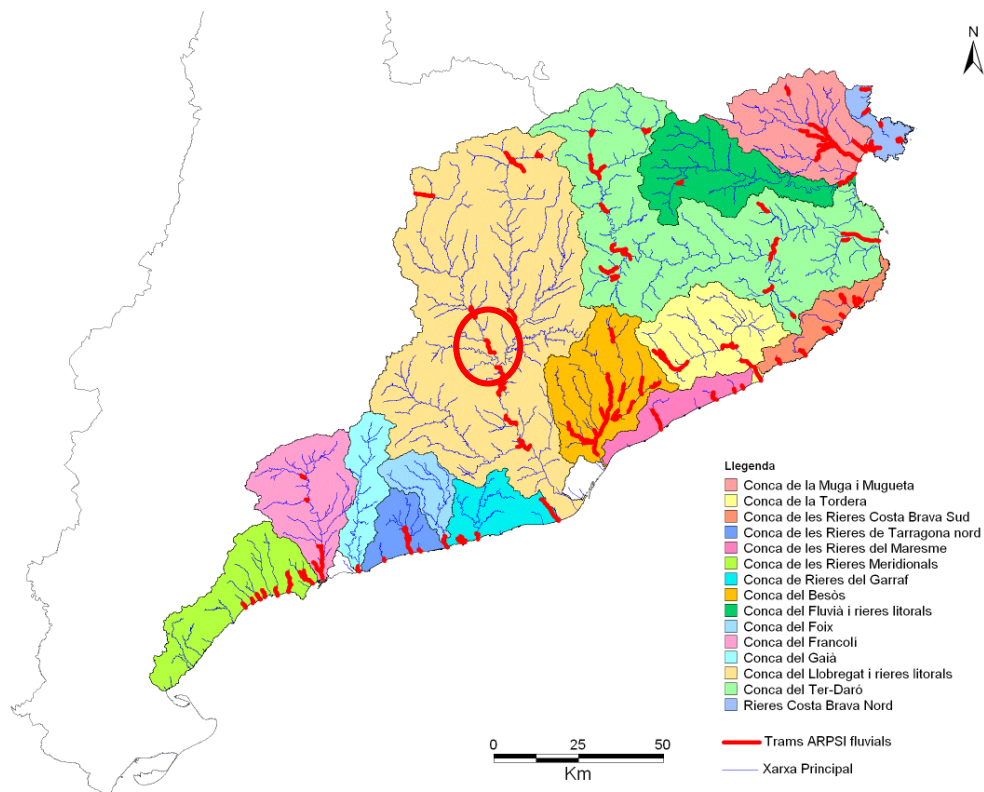 N
Llegenda
Conca de la Muga i Mugueta
Conca de la Tordera
Conca de les Rieres Costa Brava Sud
Conca de les Rieres de Tarragona nord
Conca de les Rieres del Maresme
Conca de les Rieres Meridionals
Conca de Rieres del Garraf
Conca del Besòs
Conca del Fluvià i rieres litorals
Conca del Foix
Conca del Francolí
Conca del Gaià
Conca del Llobregat i rieres litorals
Conca del Ter-Daró
Rieres Costa Brava Nord
Trams ARPSI fluvials
Xarxa Principal
0 25 50
Km